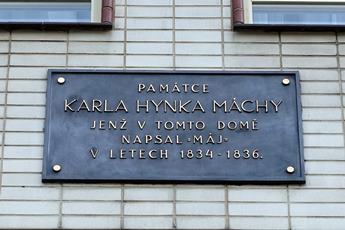 PAMÁTCE
KARLA HYNKA MÁCHY
JENŽ V TOMTO DOMĚ
NAPSAL »MÁJ«
V LETECH 1834-1836.